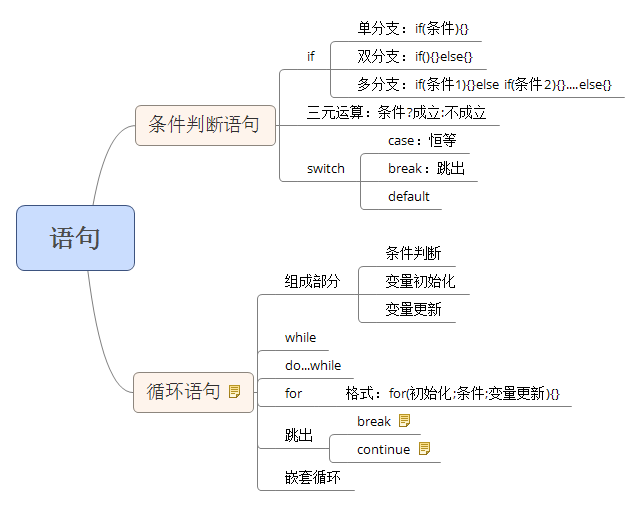 语句
条件判断语句
if
单分支：if(条件){}
双分支：if(){}else{}
多分支：if(条件1){}else if(条件2){}....else{}
三元运算：条件?成立:不成立
switch
case：恒等
break：跳出
default
循环语句
组成部分
条件判断
变量初始化
变量更新
while
do...while
for
格式：for(初始化;条件;变量更新){}
跳出
break
continue
嵌套循环